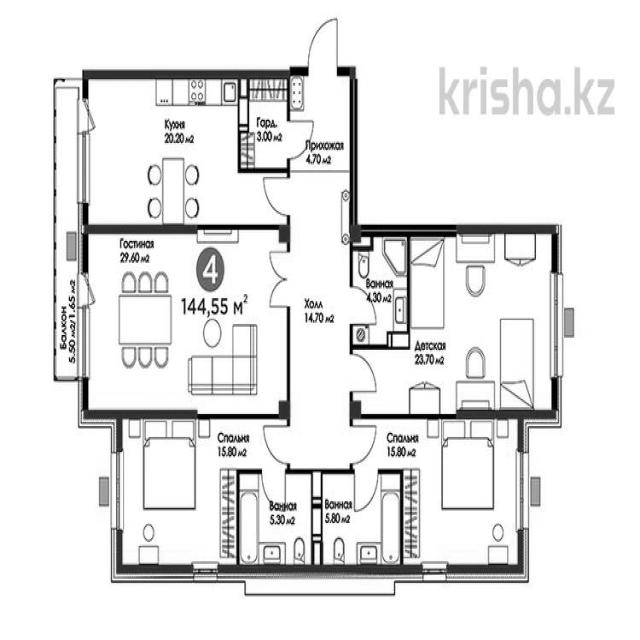 krisha.kz
Кухня
20.20 м2
Гард.
3.00 м2
Прихожая
4.70 м2
Гостиная
29.60 м2
4
144,55 м2
Балкон
5.50 м2/1.65 м2
Холл
14.70 м2
Ванная
4.30 м2
Детская
23.70 м2
Спальня
15.80 м2
Спальня
15.80 м2
Ванная
5.30 м2
Ванная
5.80 м2